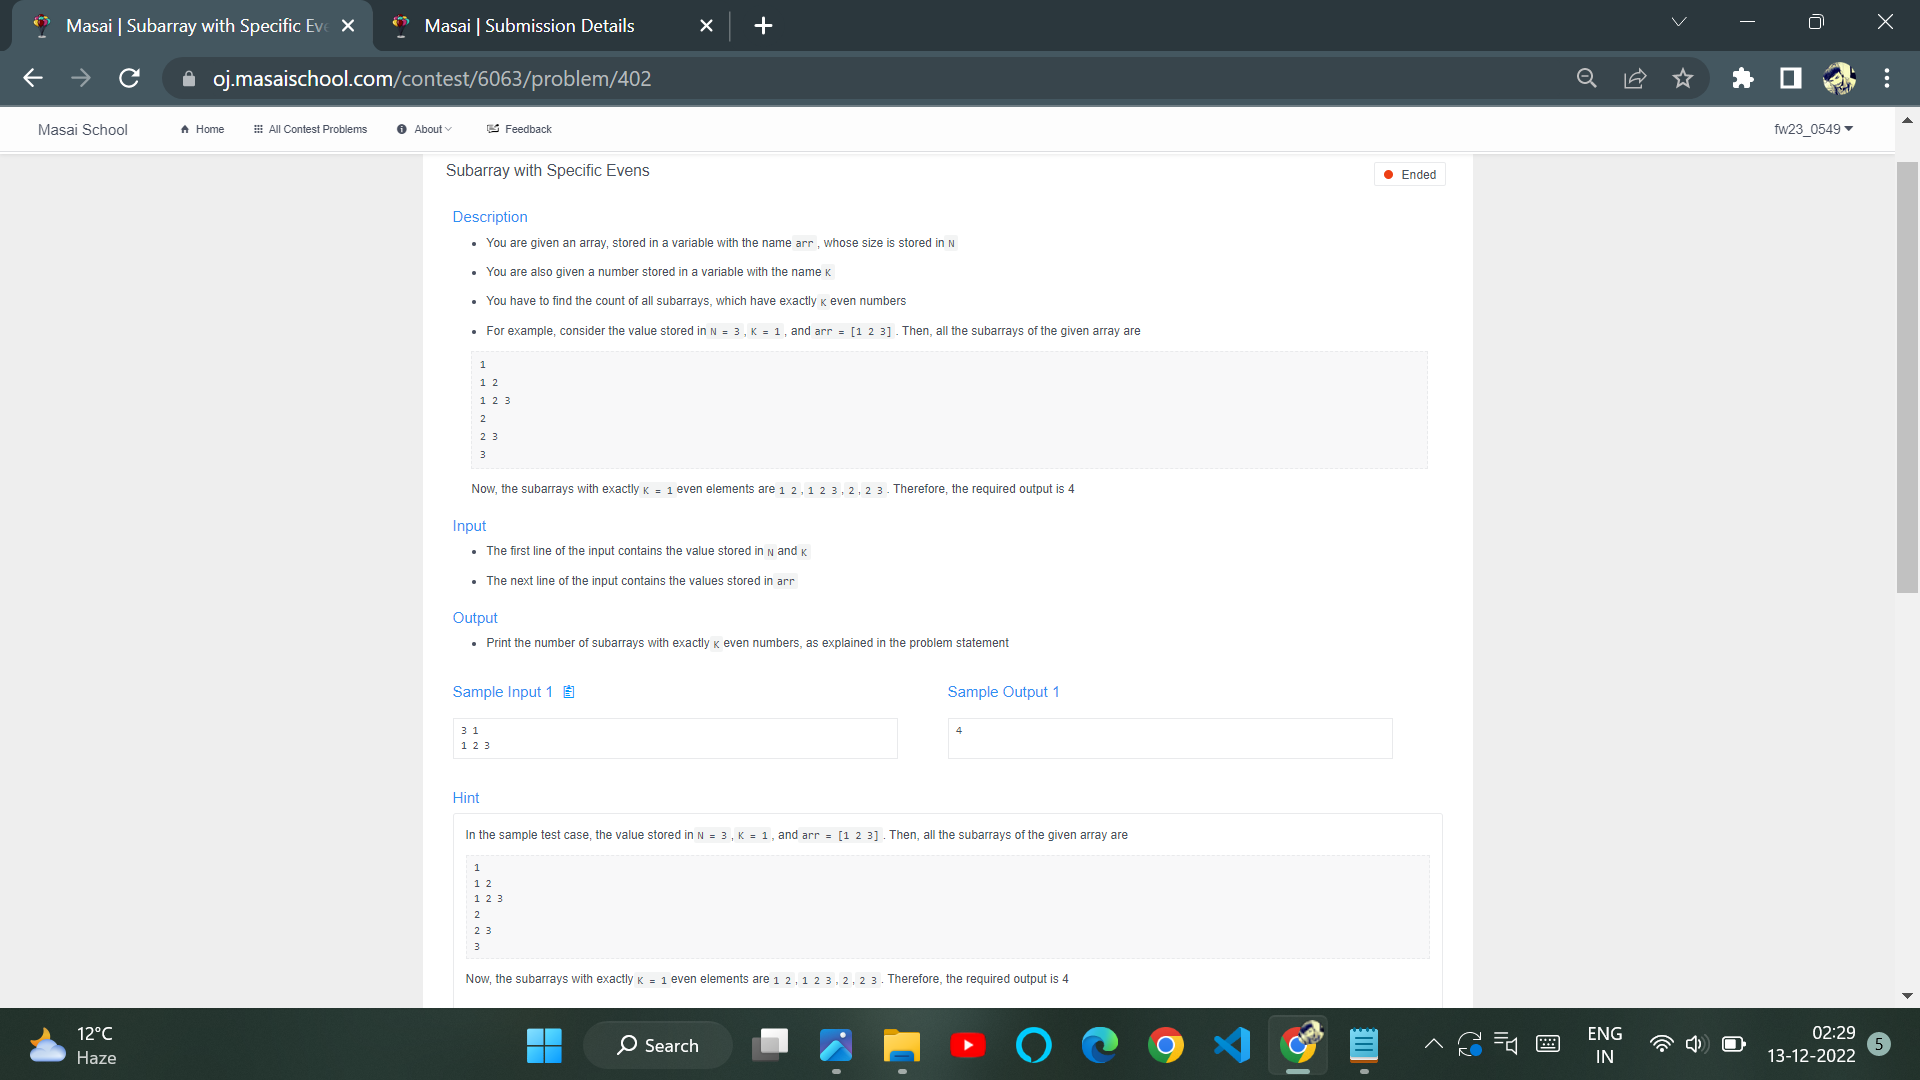 Masai | Subarray with Specific Eve
Masai | Submission Details
oj.masaischool.com/contest/6063/problem/402
Masai School
Home
All Contest Problems
About
Feedback
fw23_0549
Subarray with Specific Evens
Ended
Description
You are given an array, stored in a variable with the name arr , whose size is stored in N
You are also given a number stored in a variable with the name K
You have to find the count of all subarrays, which have exactly K even numbers
For example, consider the value stored in N = 3 , K = 1 , and arr = [1 2 3] . Then, all the subarrays of the given array are
1
1 2
1 2 3
2
2 3
3
Now, the subarrays with exactly K = 1 even elements are 1 2 , 1 2 3 , 2 , 2 3 . Therefore, the required output is 4
Input
The first line of the input contains the value stored in N and K
The next line of the input contains the values stored in arr
Output
Print the number of subarrays with exactly K even numbers, as explained in the problem statement
Sample Input 1
Sample Output 1
3 1
1 2 3
4
Hint
In the sample test case, the value stored in N = 3 , K = 1 , and arr = [1 2 3] . Then, all the subarrays of the given array are
1
1 2
1 2 3
2
2 3
3
Now, the subarrays with exactly K = 1 even elements are 1 2 , 1 2 3 , 2 , 2 3 . Therefore, the required output is 4
12°C
Haze
Search
ENG
IN
02:29
13-12-2022
5